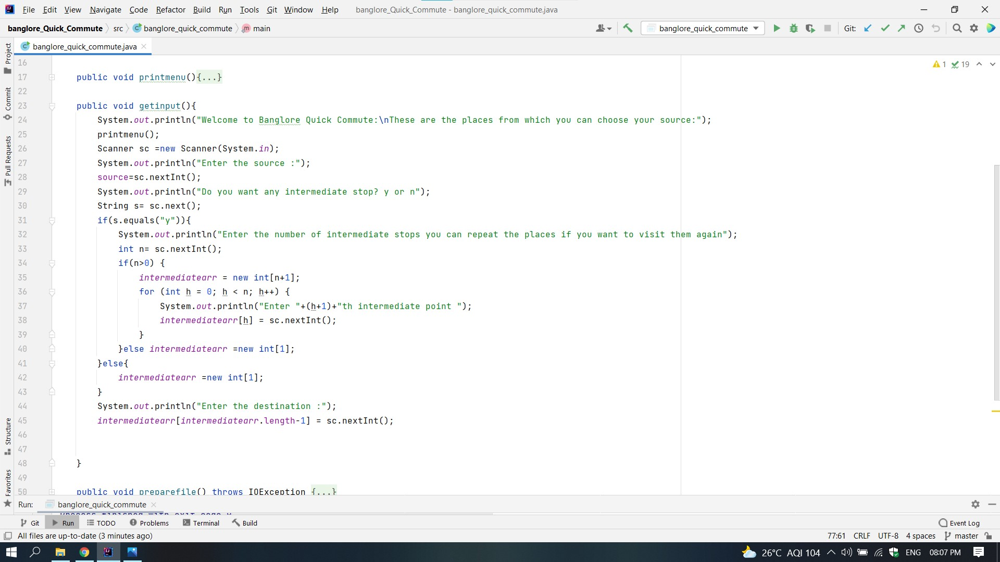 File Edit View Navigate Code Refactor Build Run Tools Git Window Help banglore_Quick_Commute - banglore_quick_commute.java
banglore_Quick_Commute src banglore_quick_commute main banglore_quick_commute Git:
banglore_quick_commute.java
Project
Commit
Pull Requests
Structure
Favorites
1 19
16
17 public void printmenu(){...}
22
23 public void getinput(){
24 System.out.println("Welcome to Banglore Quick Commute:\nThese are the places from which you can choose your source:");
25 printmenu();
26 Scanner sc =new Scanner(System.in);
27 System.out.println("Enter the source :");
28 source=sc.nextInt();
29 System.out.println("Do you want any intermediate stop? y or n");
30 String s= sc.next();
31 if(s.equals("y")){
32 System.out.println("Enter the number of intermediate stops you can repeat the places if you want to visit them again");
33 int n= sc.nextInt();
34 if(n>0) {
35 intermediatearr = new int[n+1];
36 for (int h = 0; h < n; h++) {
37 System.out.println("Enter "+(h+1)+"th intermediate point ");
38 intermediatearr[h] = sc.nextInt();
39 }
40 }else intermediatearr =new int[1];
41 }else{
42 intermediatearr =new int[1];
43 }
44 System.out.println("Enter the destination :");
45 intermediatearr[intermediatearr.length-1] = sc.nextInt();
46
47
48 }
49
50 public void preparefile() throws IOException {...}
Run: banglore_quick_commute
Process finished with exit code 0
Git Run TODO Problems Terminal Build Event Log
All files are up-to-date (3 minutes ago) 77:61 CRLF UTF-8 4 spaces master
26°C AQI 104 ENG 08:07 PM